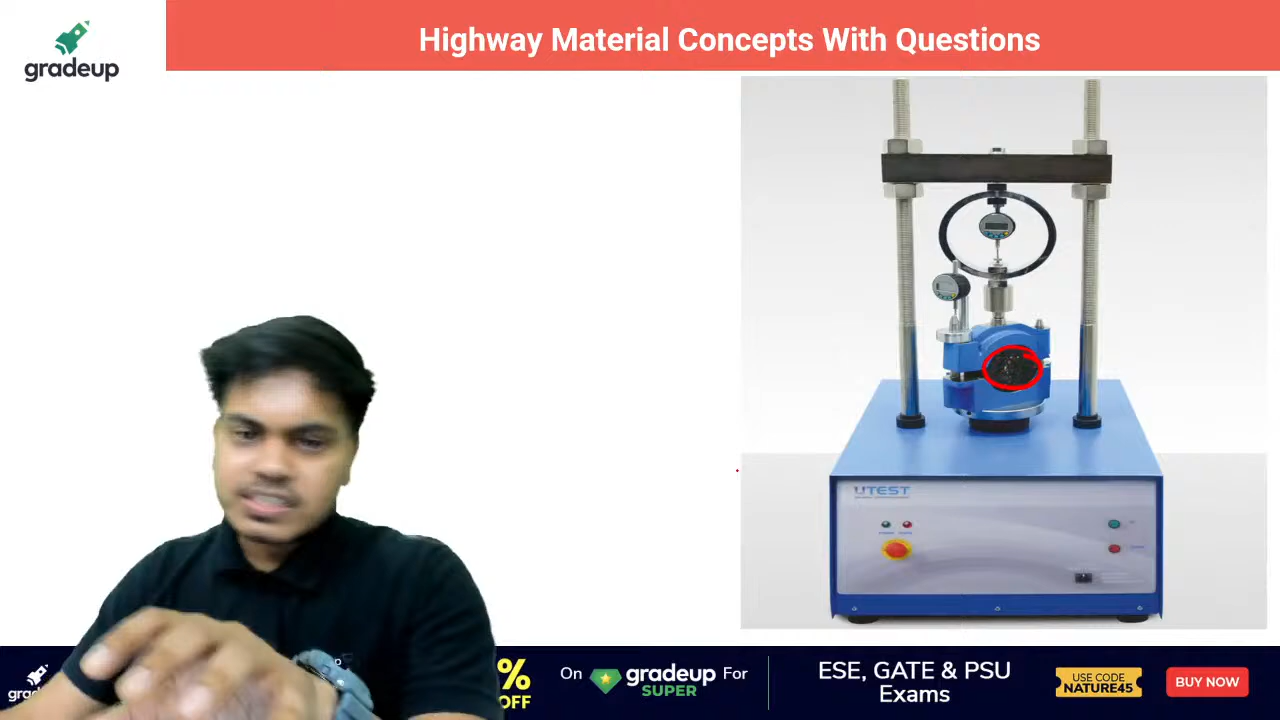 gradeup
Highway Material Concepts With Questions
UTEST
grad
%
OFF
On
gradeup
SUPER
For
ESE, GATE & PSU
Exams
USE CODE
NATURE45
BUY NOW